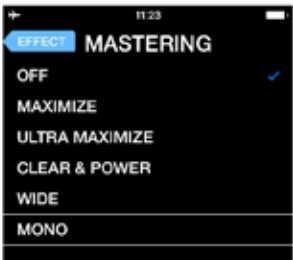 11:23
EFFECT MASTERING
OFF
MAXIMIZE
ULTRA MAXIMIZE
CLEAR & POWER
WIDE
MONO